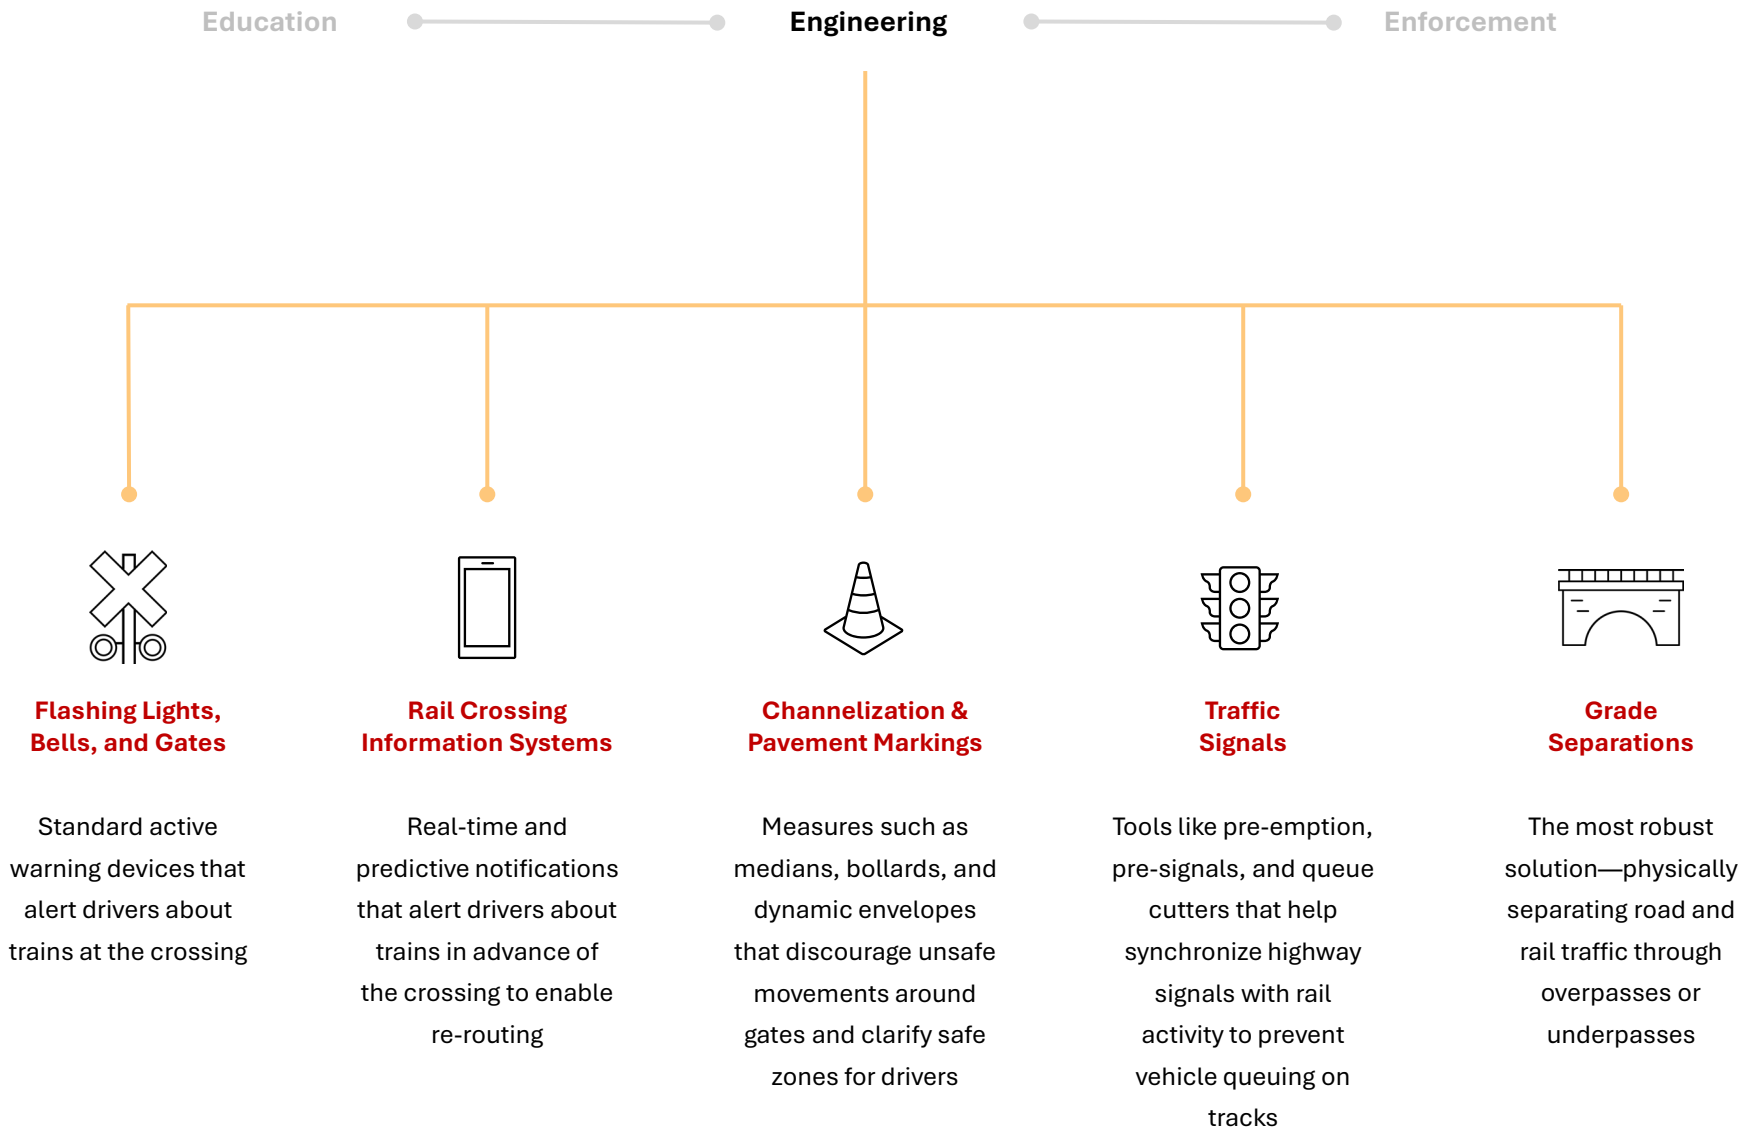 Education
Engineering
Enforcement
Flashing Lights,
Bells, and Gates
Standard active
warning devices that
alert drivers about
trains at the crossing
Rail Crossing
Information Systems
Real-time and
predictive notifications
that alert drivers about
trains in advance of
the crossing to enable
re-routing
Channelization &
Pavement Markings
Measures such as
medians, bollards, and
dynamic envelopes
that discourage unsafe
movements around
gates and clarify safe
zones for drivers
Traffic
Signals
Tools like pre-emption,
pre-signals, and queue
cutters that help
synchronize highway
signals with rail
activity to prevent
vehicle queuing on
tracks
Grade
Separations
The most robust
solution—physically
separating road and
rail traffic through
overpasses or
underpasses